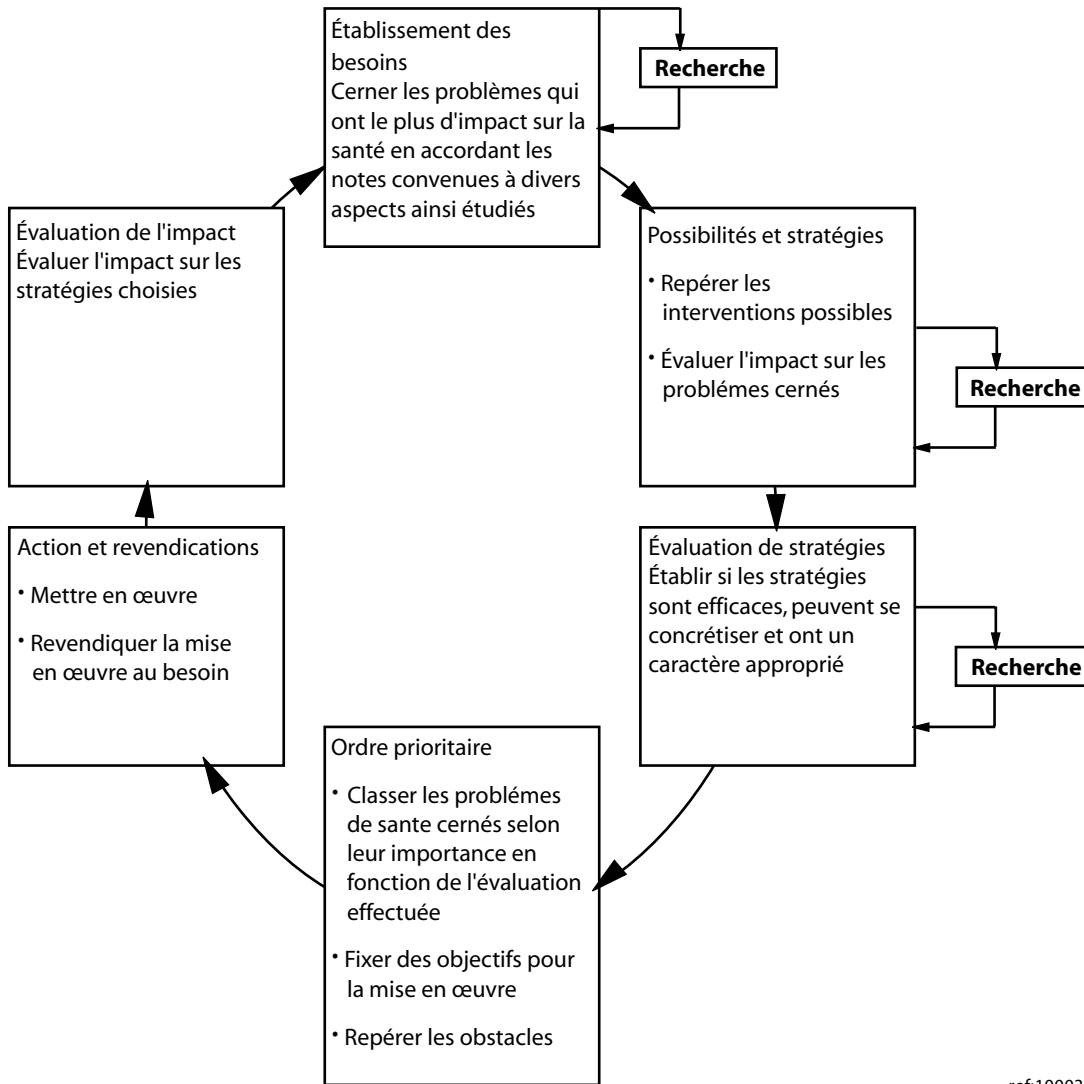 Établissement des
besoins
Cerner les problèmes qui
ont le plus d'impact sur la
santé en accordant les
notes convenues à divers
aspects ainsi étudiés
Recherche
Possibilités et stratégies
• Repérer les
interventions possibles
• Évaluer l'impact sur les
problémes cernés
Recherche
Évaluation de stratégies
Établir si les stratégies
sont efficaces, peuvent se
concrétiser et ont un
caractère approprié
Recherche
Ordre prioritaire
• Classer les problémes
de sante cernés selon
leur importance en
fonction de l'évaluation
effectuée
• Fixer des objectifs pour
la mise en œuvre
• Repérer les obstacles
Action et revendications
• Mettre en œuvre
• Revendiquer la mise
en œuvre au besoin
Évaluation de l'impact
Évaluer l'impact sur les
stratégies choisies